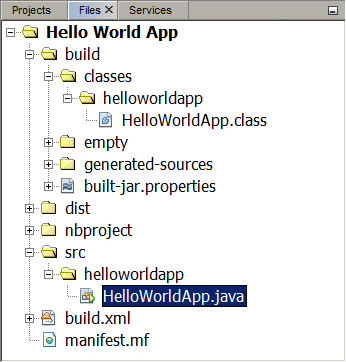 Projects Files Services
Hello World App
build
classes
helloworldapp
HelloWorldApp.class
empty
generated-sources
built-jar.properties
dist
nbproject
src
helloworldapp
HelloWorldApp.java
build.xml
manifest.mf